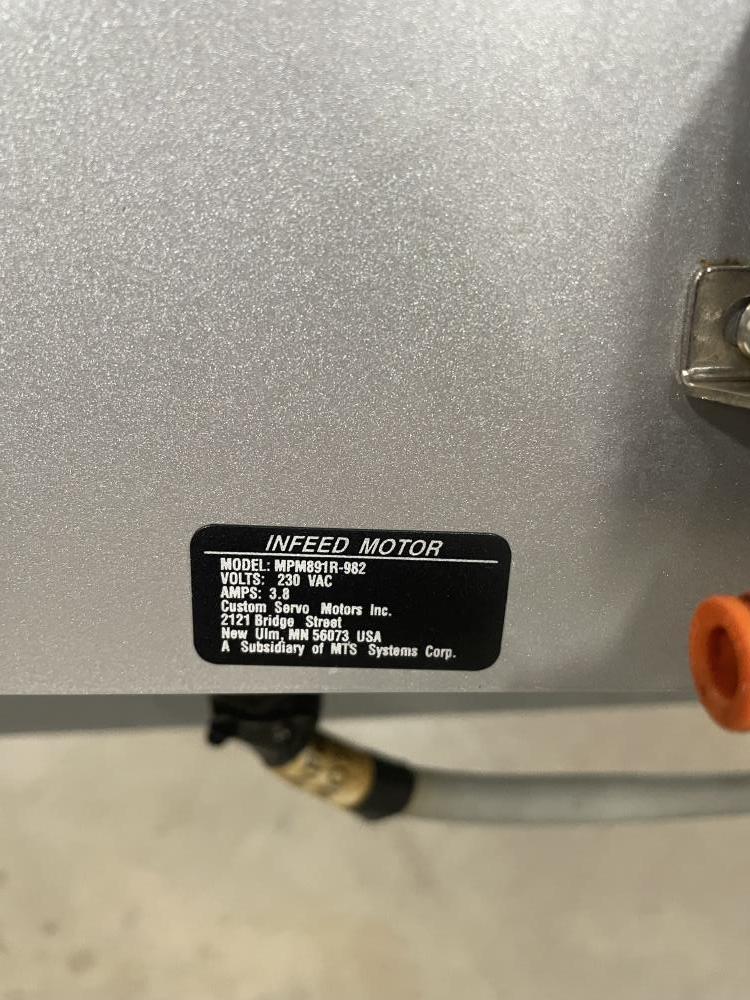 INFEED MOTOR
MODEL: MPM891R-982
VOLTS: 230 VAC
AMPS: 3.8
Custom Servo Motors Inc.
2121 Bridge Street
New Ulm, MN 56073 USA
A Subsidiary of MTS Systems Corp.